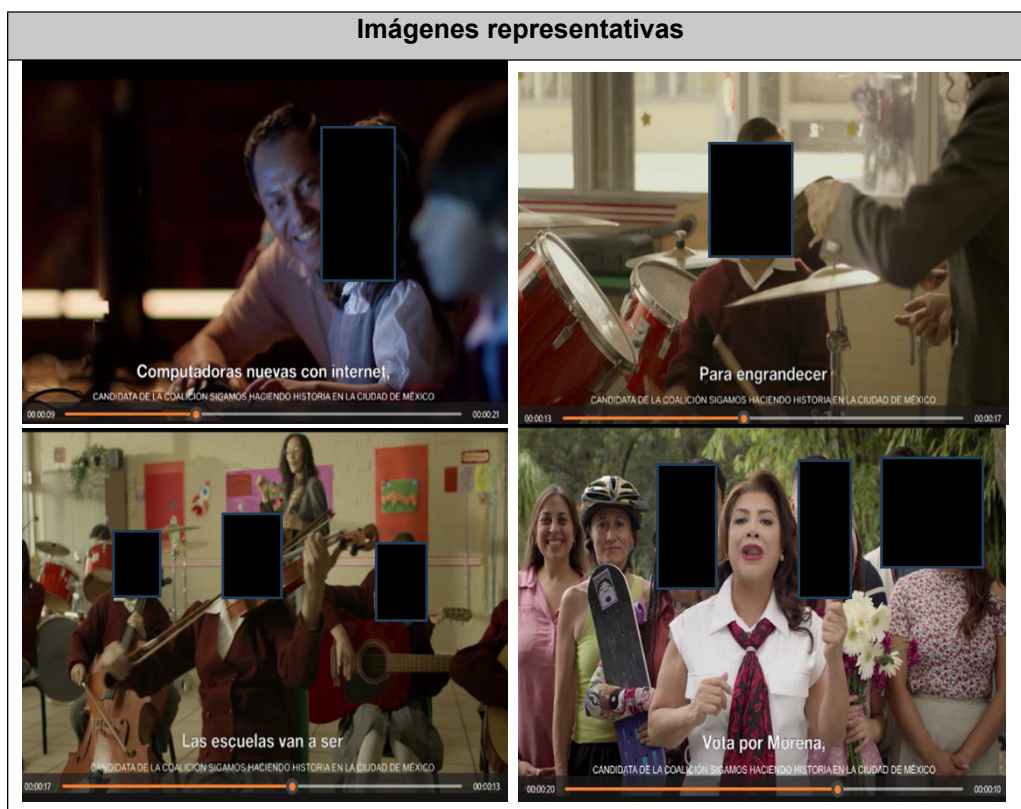 Imágenes representativas
Computadoras nuevas con internet,
CANDIDATA DE LA COALICIÓN SIGAMOS HACIENDO HISTORIA EN LA CIUDAD DE MÉXICO
00:00:09 00:00:21
Para engrandecer
CANDIDATA DE LA COALICIÓN SIGAMOS HACIENDO HISTORIA EN LA CIUDAD DE MÉXICO
00:00:13 00:00:17
Las escuelas van a ser
CANDIDATA DE LA COALICIÓN SIGAMOS HACIENDO HISTORIA EN LA CIUDAD DE MÉXICO
00:00:17 00:00:13
Vota por Morena,
CANDIDATA DE LA COALICIÓN SIGAMOS HACIENDO HISTORIA EN LA CIUDAD DE MÉXICO
00:00:20 00:00:10